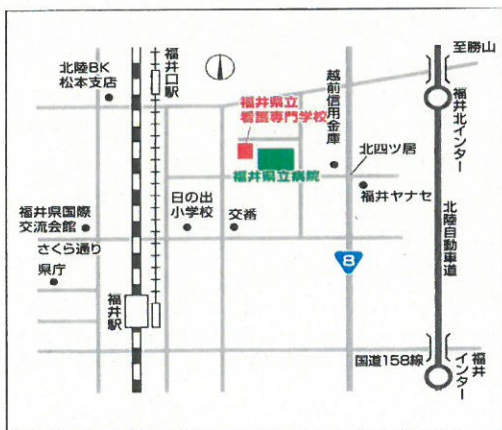 至勝山
福井口駅
北陸BK
松本支店
福井県立
看護専門学校
越前信用金庫
福井北インター
北四ツ居
福井県立病院
福井ヤナセ
日の出
小学校
交番
福井県国際
交流会館
さくら通り
県庁
北陸自動車道
8
福井駅
国道158線
福井
インター